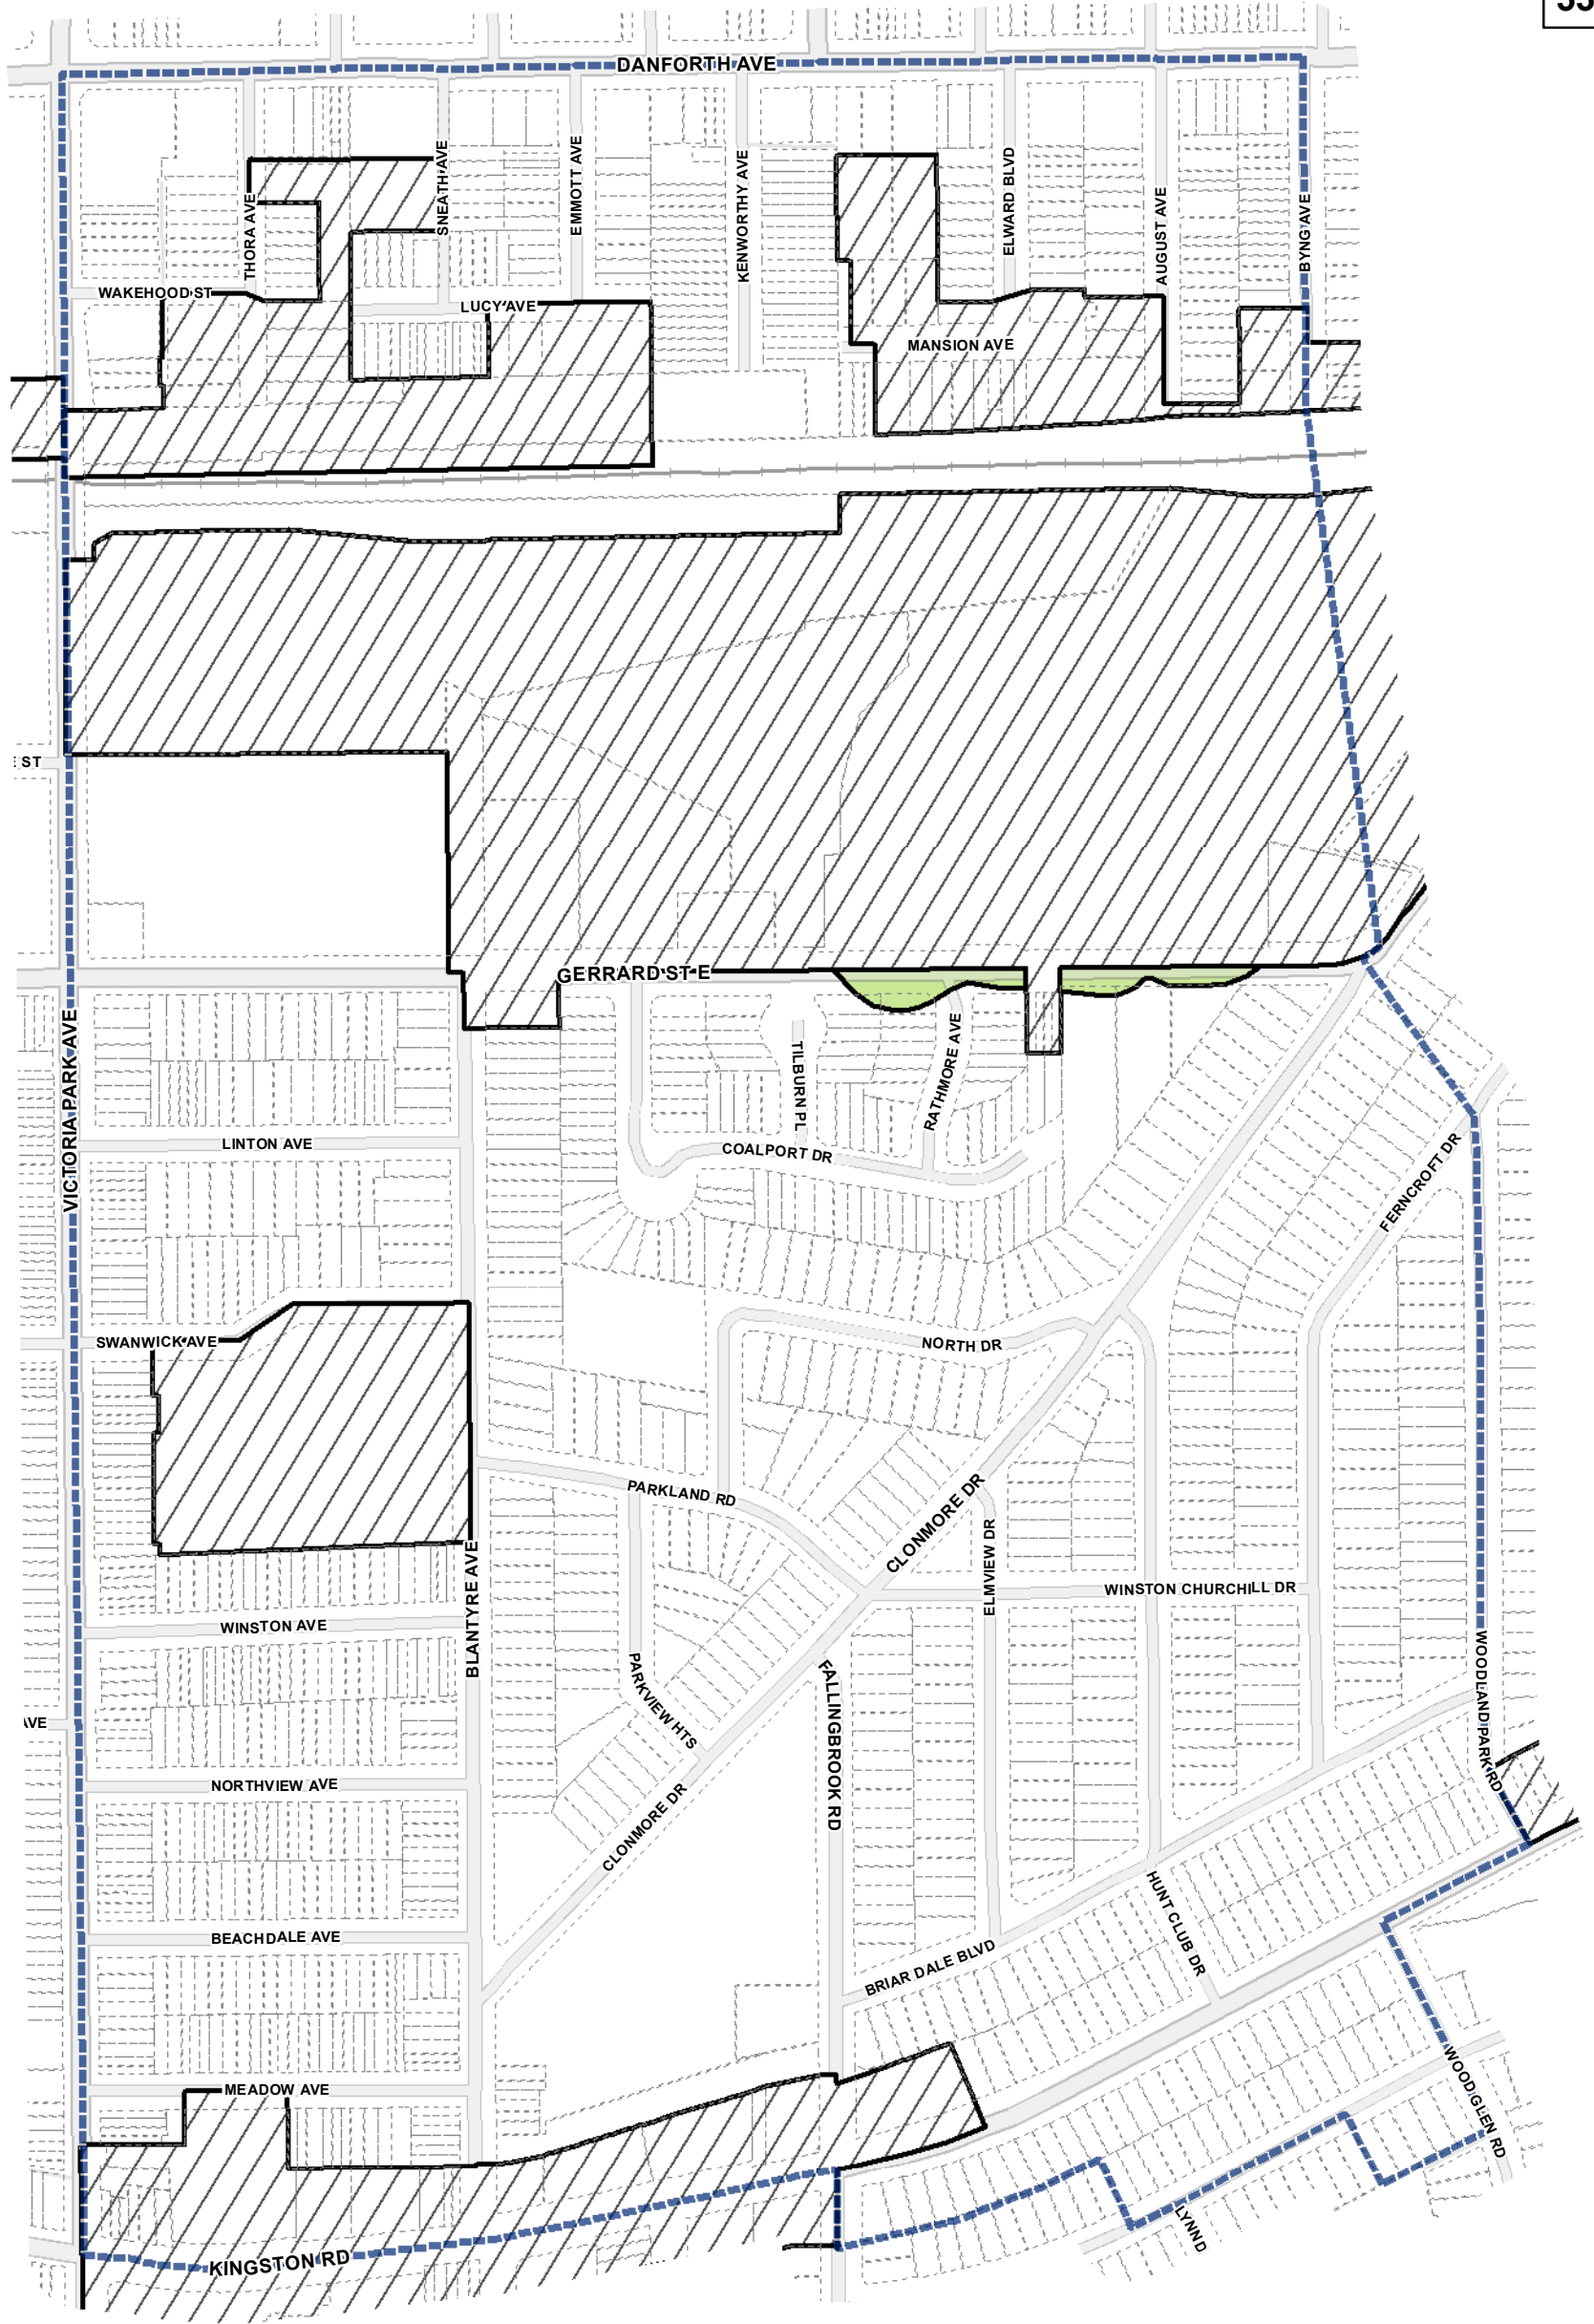 DANFORTH AVE
THORA AVE
SNEATH AVE
EMMOTT AVE
KENWORTHY AVE
ELWARD BLVD
AUGUST AVE
BYNG AVE
WAKEHOOD ST
LUCY AVE
MANSION AVE
ST
GERRARD ST E
VICTORIA PARK AVE
TILBURN PL
RATHMORE AVE
LINTON AVE
COALPORT DR
FERNCROFT DR
SWANWICK AVE
NORTH DR
PARKLAND RD
CLONMORE DR
ELMVIEW DR
WINSTON CHURCHILL DR
BLANTYRE AVE
WINSTON AVE
PARKVIEW HTS
FALLINGBROOK RD
WOODLAND PARK RD
AVE
NORTHVIEW AVE
CLONMORE DR
HUNT CLUB DR
BEACHDALE AVE
BRIAR DALE BLVD
MEADOW AVE
WOOD GLEN RD
LYNN D
KINGSTON RD